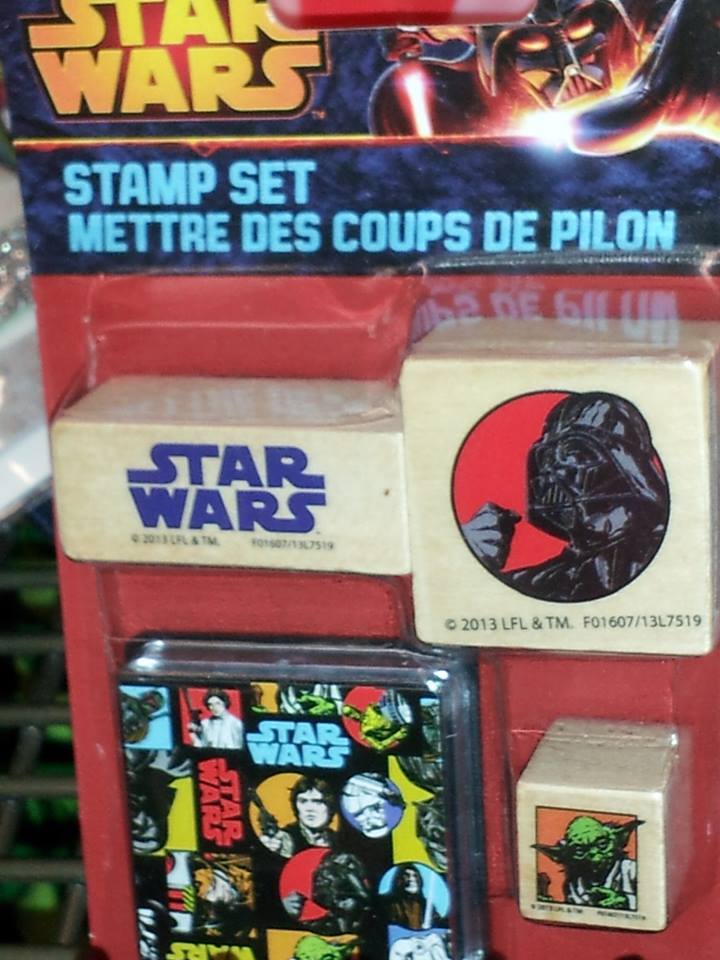 STAR
WARS
STAMP SET
METTRE DES COUPS DE PILON
STAR
WARS
© 2013 LFL & TM. F01607/13L7519
© 2013 LFL & TM. F01607/13L7519
STAR
WARS
STAR
WARS
WARS